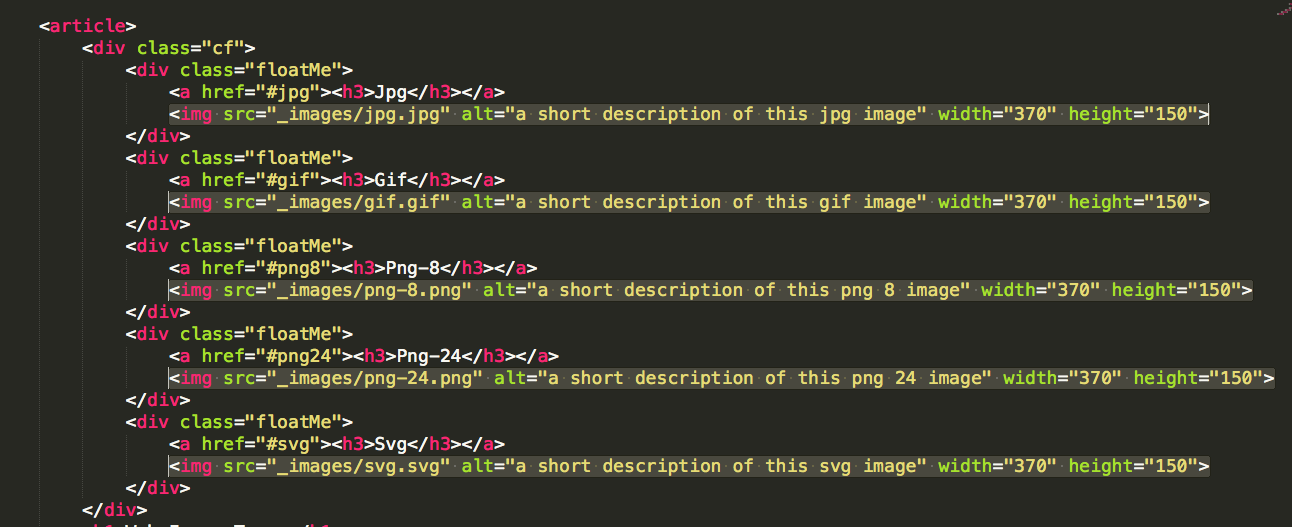 <article>
<div class="cf">
<div class="floatMe">
<a href="#jpg"><h3>Jpg</h3></a>
<img src="_images/jpg.jpg" alt="a short description of this jpg image" width="370" height="150">
</div>
<div class="floatMe">
<a href="#gif"><h3>Gif</h3></a>
<img src="_images/gif.gif" alt="a short description of this gif image" width="370" height="150">
</div>
<div class="floatMe">
<a href="#png8"><h3>Png-8</h3></a>
<img src="_images/png-8.png" alt="a short description of this png 8 image" width="370" height="150">
</div>
<div class="floatMe">
<a href="#png24"><h3>Png-24</h3></a>
<img src="_images/png-24.png" alt="a short description of this png 24 image" width="370" height="150">
</div>
<div class="floatMe">
<a href="#svg"><h3>Svg</h3></a>
<img src="_images/svg.svg" alt="a short description of this svg image" width="370" height="150">
</div>
</div>